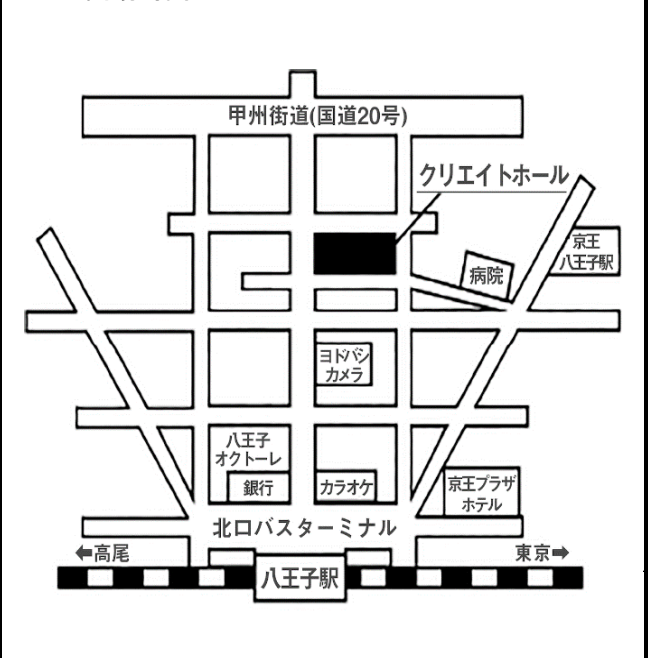 甲州街道(国道20号)
クリエイトホール
京王
八王子駅
病院
ヨドバシ
カメラ
八王子
オクトーレ
銀行
カラオケ
京王プラザ
ホテル
北口バスターミナル
⬅高尾
東京➡
八王子駅